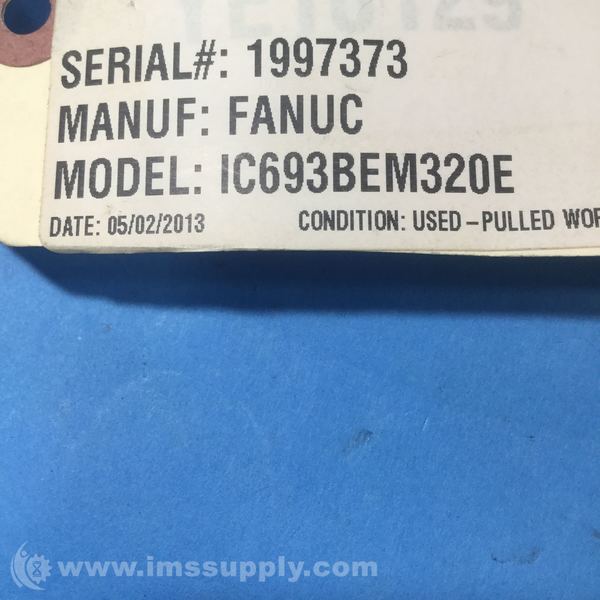 SERIAL#: 1997373
MANUF: FANUC
MODEL: IC693BEM320E
DATE: 05/02/2013 CONDITION: USED-PULLED
www.imssupply.com